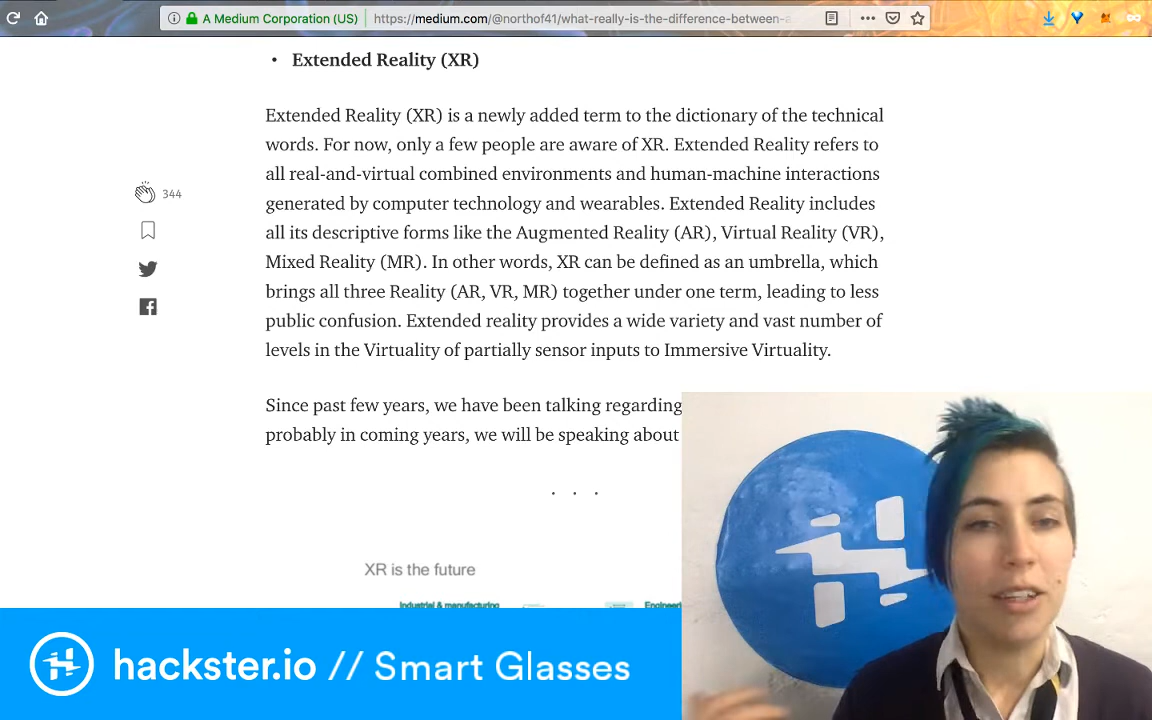 A Medium Corporation (US)
https://medium.com/@northof41/what-really-is-the-difference-between-a
Extended Reality (XR)
Extended Reality (XR) is a newly added term to the dictionary of the technical
words. For now, only a few people are aware of XR. Extended Reality refers to
all real-and-virtual combined environments and human-machine interactions
generated by computer technology and wearables. Extended Reality includes
all its descriptive forms like the Augmented Reality (AR), Virtual Reality (VR),
Mixed Reality (MR). In other words, XR can be defined as an umbrella, which
brings all three Reality (AR, VR, MR) together under one term, leading to less
public confusion. Extended reality provides a wide variety and vast number of
levels in the Virtuality of partially sensor inputs to Immersive Virtuality.
344
Since past few years, we have been talking regarding
probably in coming years, we will be speaking about
. . .
XR is the future
Industrial & manufacturing
Engineer
hackster.io // Smart Glasses